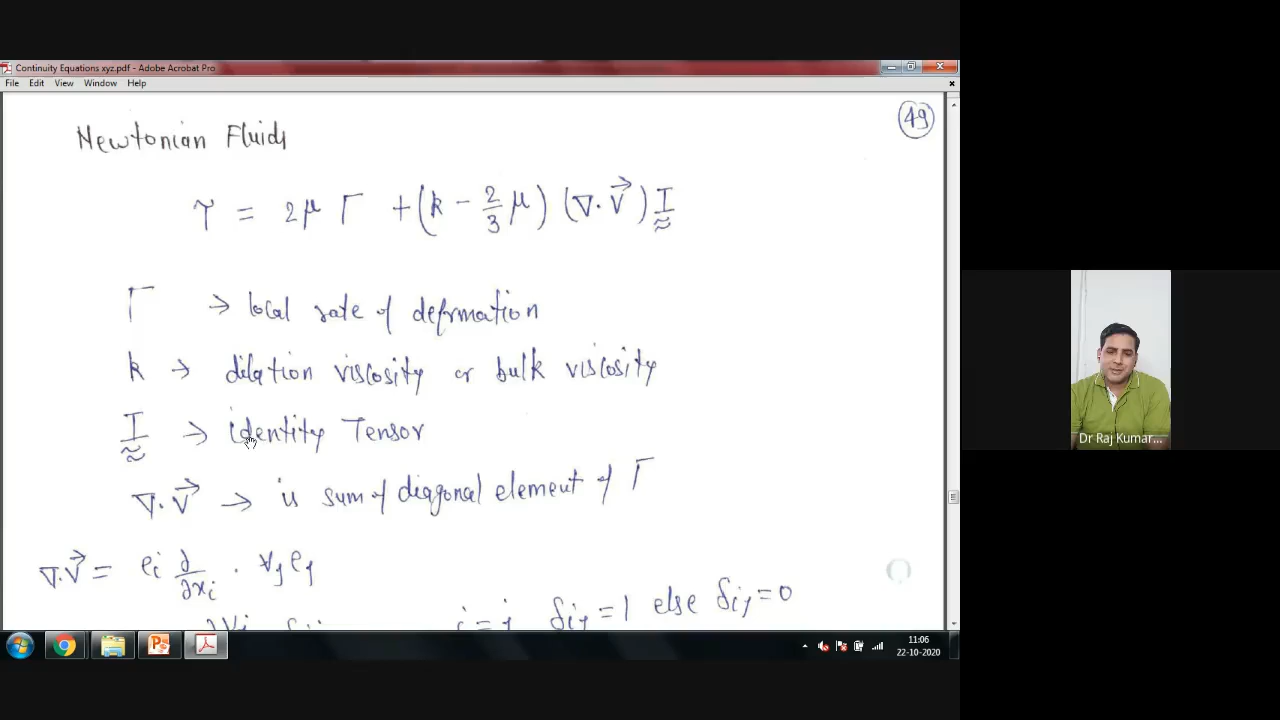 Continuity Equations xyz.pdf - Adobe Acrobat Pro
File Edit View Window Help
49
Newtonian Fluids
τ = 2μ Γ + (k - 2/3 μ) (∇·V⃗) I
Γ → local rate of deformation
k → dilation viscosity or bulk viscosity
I → identity Tensor
∇·V⃗ → is sum of diagonal element of Γ
∇·V⃗ = ei ∂/∂xi · vj ej
i = j δij = 1 else δij = 0
Dr Raj Kumar...
11:06
22-10-2020